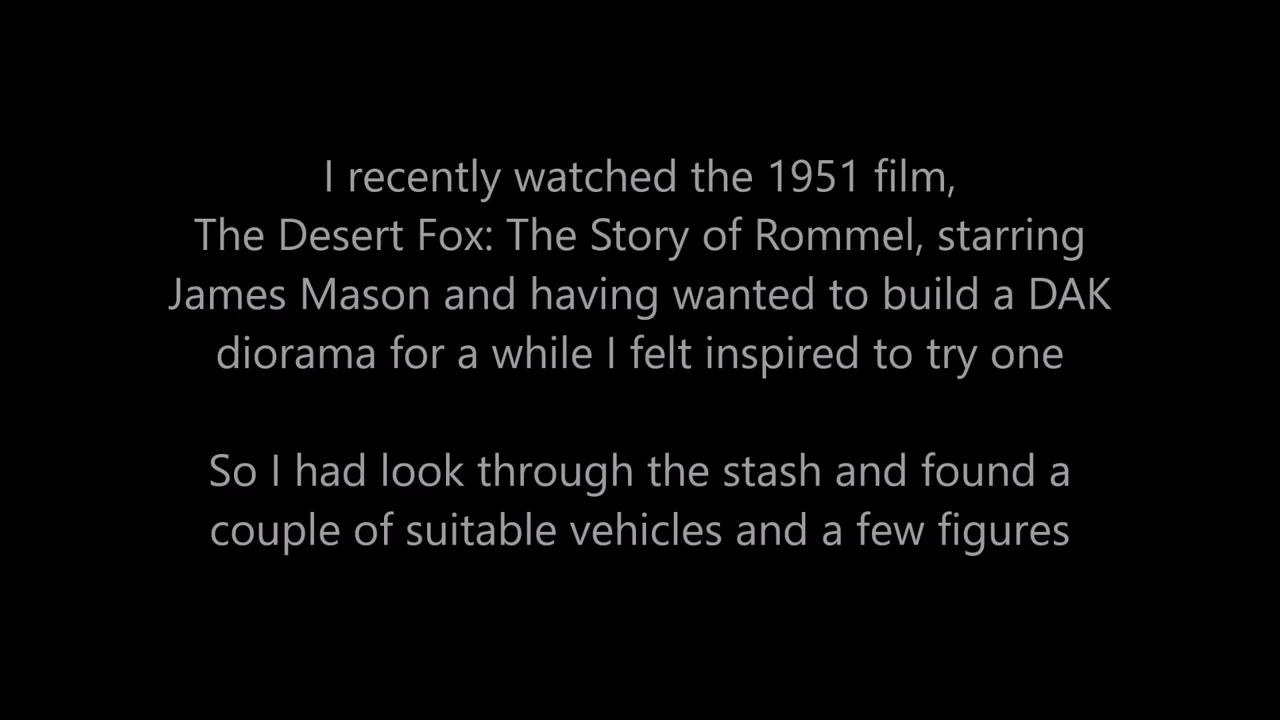 I recently watched the 1951 film,
The Desert Fox: The Story of Rommel, starring
James Mason and having wanted to build a DAK
diorama for a while I felt inspired to try one
So I had look through the stash and found a
couple of suitable vehicles and a few figures